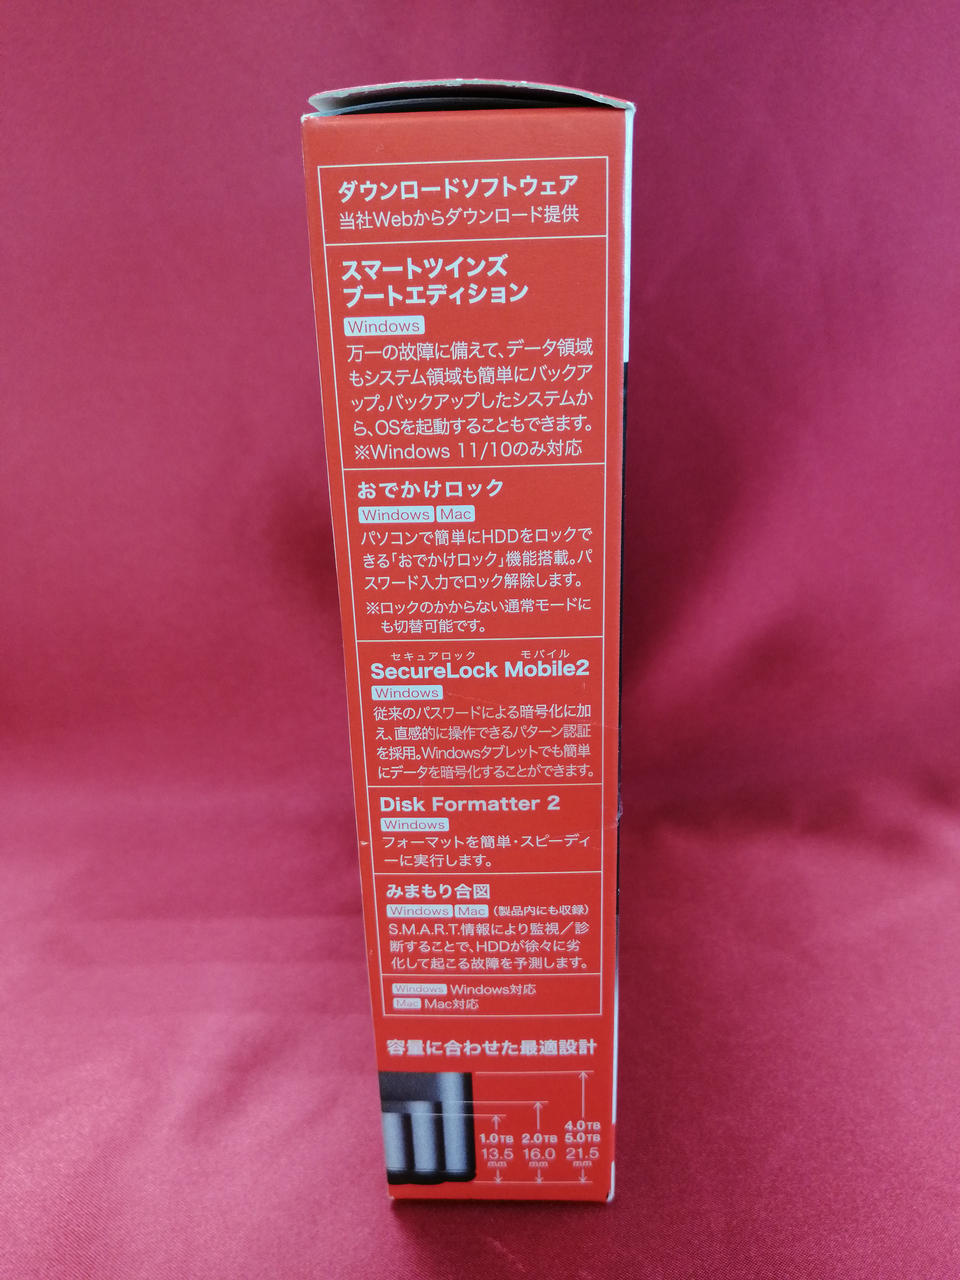 ダウンロードソフトウェア
当社Webからダウンロード提供
スマートツインズ
ブートエディション
Windows
万一の故障に備えて、データ領域
もシステム領域も簡単にバックア
ップ。バックアップしたシステムか
ら、OSを起動することもできます。
※Windows 11/10のみ対応
おでかけロック
Windows Mac
パソコンで簡単にHDDをロックで
きる「おでかけロック」機能搭載。パ
スワード入力でロック解除します。
※ロックのかからない通常モードに
も切替可能です。
セキュアロック モバイル
SecureLock Mobile2
Windows
従来のパスワードによる暗号化に加
え、直感的に操作できるパターン認証
を採用。Windowsタブレットでも簡単
にデータを暗号化することができます。
Disk Formatter 2
Windows
フォーマットを簡単・スピーディ
ーに実行します。
みまもり合図
Windows Mac (製品内にも収録)
S.M.A.R.T.情報により監視／診
断することで、HDDが徐々に劣
化して起こる故障を予測します。
Windows Windows対応
Mac Mac対応
容量に合わせた最適設計
4.0TB
1.0TB 2.0TB 5.0TB
13.5 16.0 21.5
mm mm mm